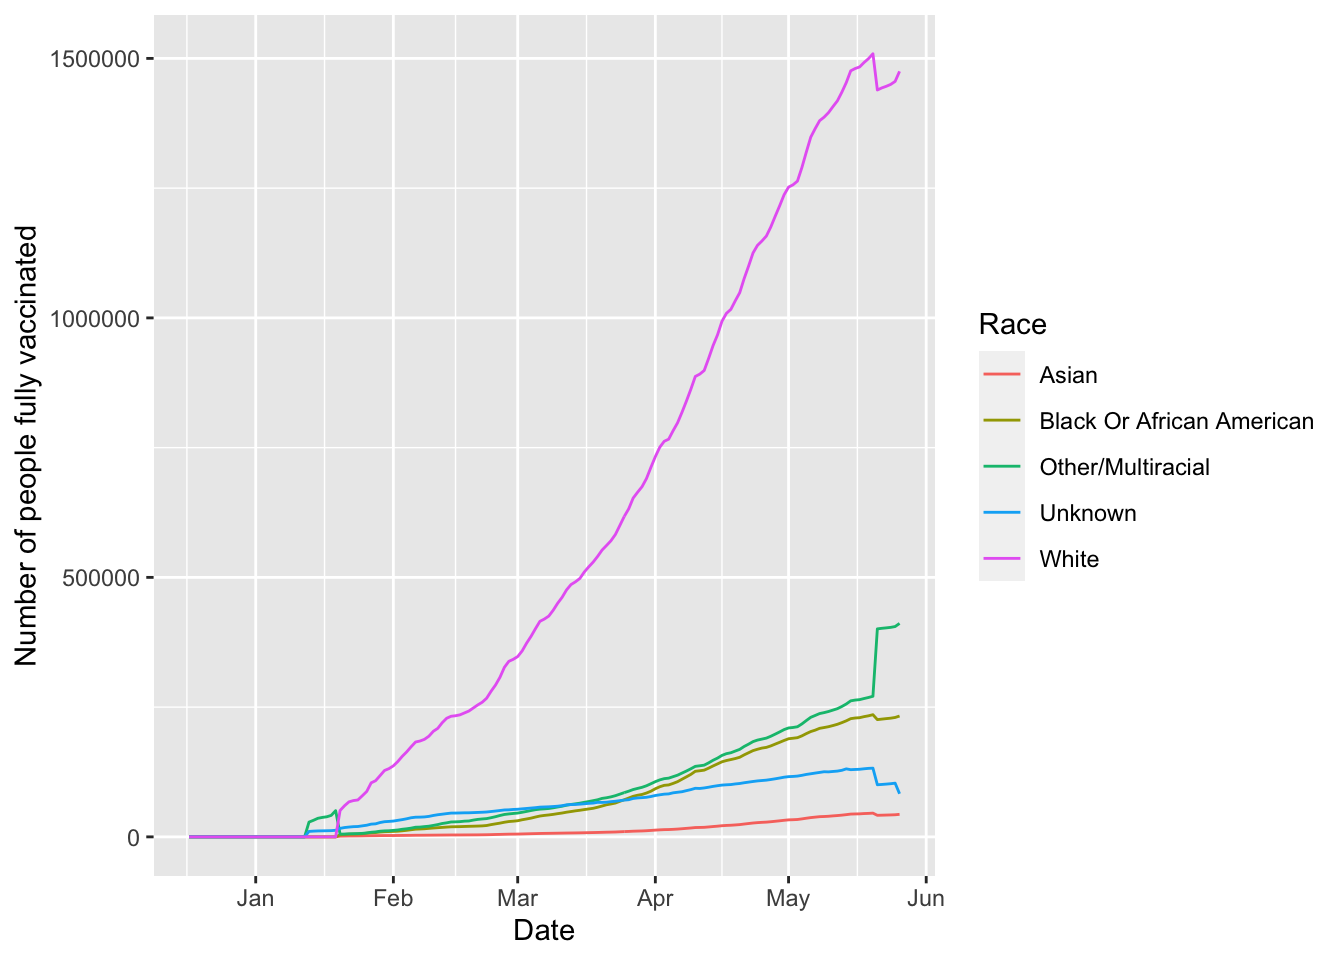 1500000
1000000
500000
0
Number of people fully vaccinated
Jan
Feb
Mar
Apr
May
Jun
Date
Race
Asian
Black Or African American
Other/Multiracial
Unknown
White